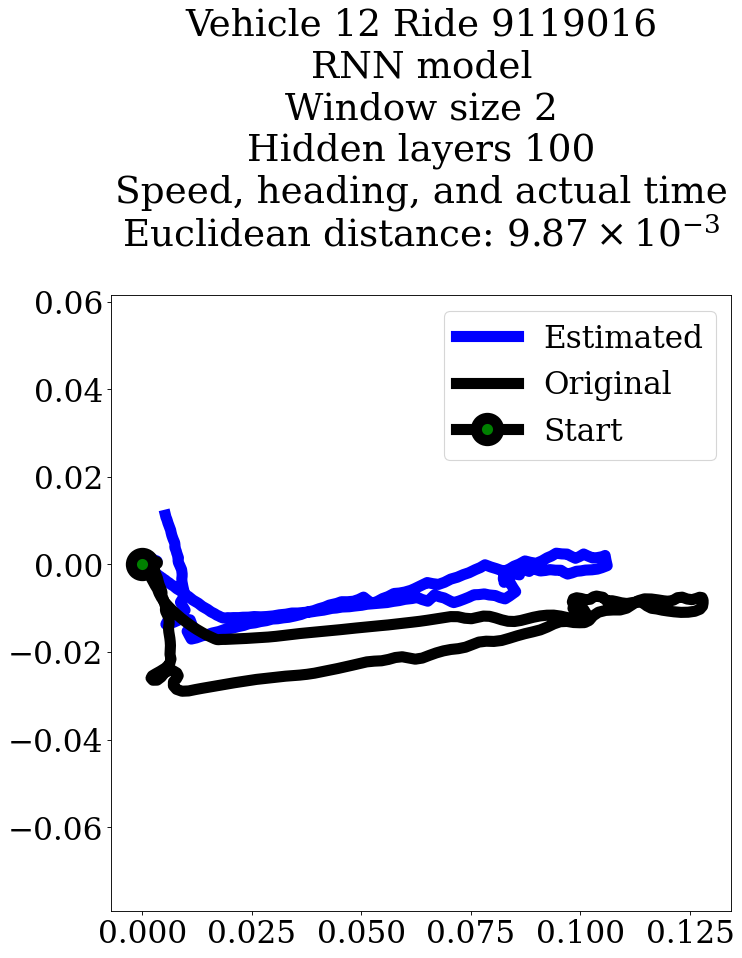 Vehicle 12 Ride 9119016
RNN model
Window size 2
Hidden layers 100
Speed, heading, and actual time
Euclidean distance: 9.87 × 10⁻³
Estimated
Original
Start
0.06
0.04
0.02
0.00
−0.02
−0.04
−0.06
0.000 0.025 0.050 0.075 0.100 0.125